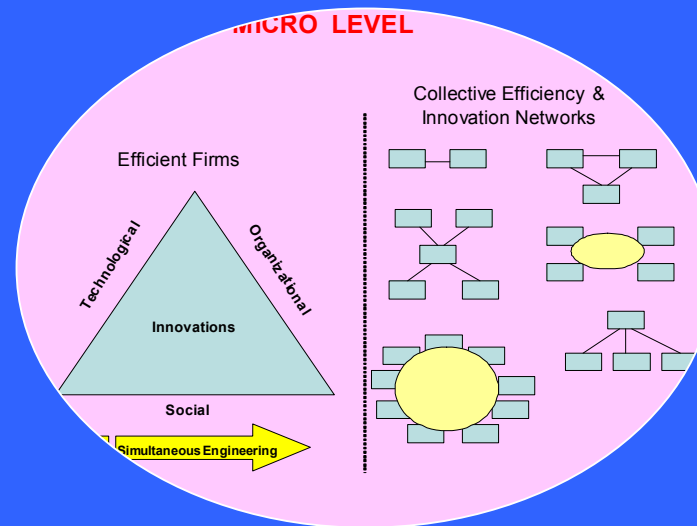 MICRO LEVEL
Collective Efficiency &
Innovation Networks
Efficient Firms
Technological
Organizational
Innovations
Social
Simultaneous Engineering